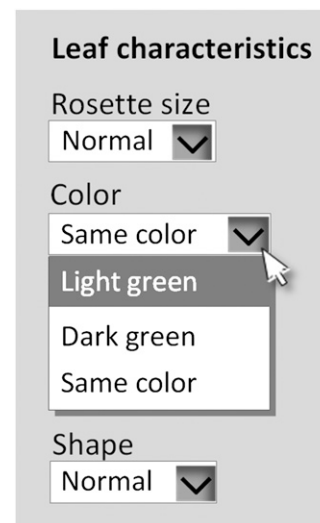 Leaf characteristics
Rosette size
Normal
Color
Same color
Light green
Dark green
Same color
Shape
Normal